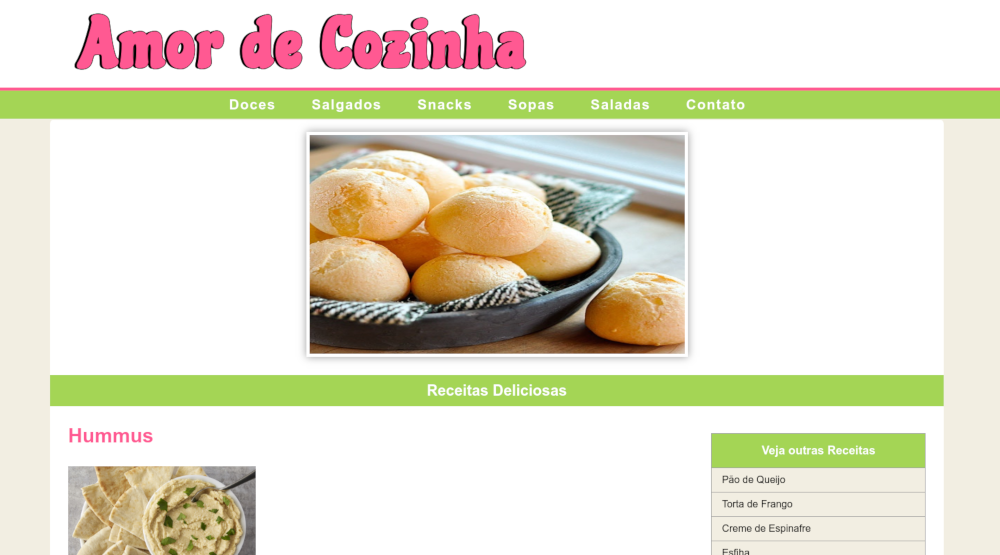 Amor de Cozinha
Doces Salgados Snacks Sopas Saladas Contato
Receitas Deliciosas
Hummus
Veja outras Receitas
Pão de Queijo
Torta de Frango
Creme de Espinafre
Esfiha